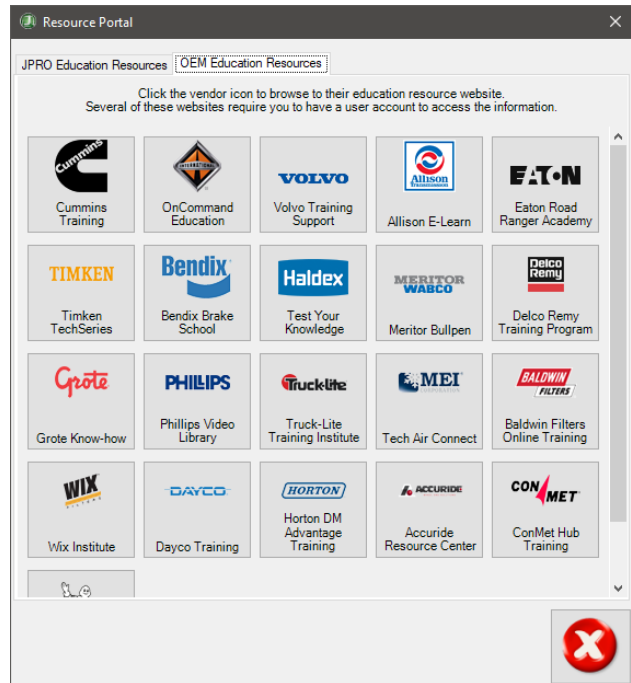 Resource Portal
JPRO Education Resources
OEM Education Resources
Click the vendor icon to browse to their education resource website.
Several of these websites require you to have a user account to access the information.
Cummins
Cummins
Training
INTERNATIONAL
OnCommand
Education
VOLVO
Volvo Training
Support
Allison
Allison E-Learn
EATON
Eaton Road
Ranger Academy
TIMKEN
Timken
TechSeries
Bendix
Bendix Brake
School
Haldex
Test Your
Knowledge
MERITOR
WABCO
Meritor Bullpen
Delco
Remy
Delco Remy
Training Program
Grote
Grote Know-how
PHILLIPS
Phillips Video
Library
Truck-Lite
Truck-Lite
Training Institute
MEI
CORPORATION
Tech Air Connect
BALDWIN
FILTERS
Baldwin Filters
Online Training
WIX
FILTERS
Wix Institute
DAYCO
Dayco Training
HORTON
Horton DM
Advantage
Training
ACCURIDE
Accuride
Resource Center
CON
MET
ConMet Hub
Training